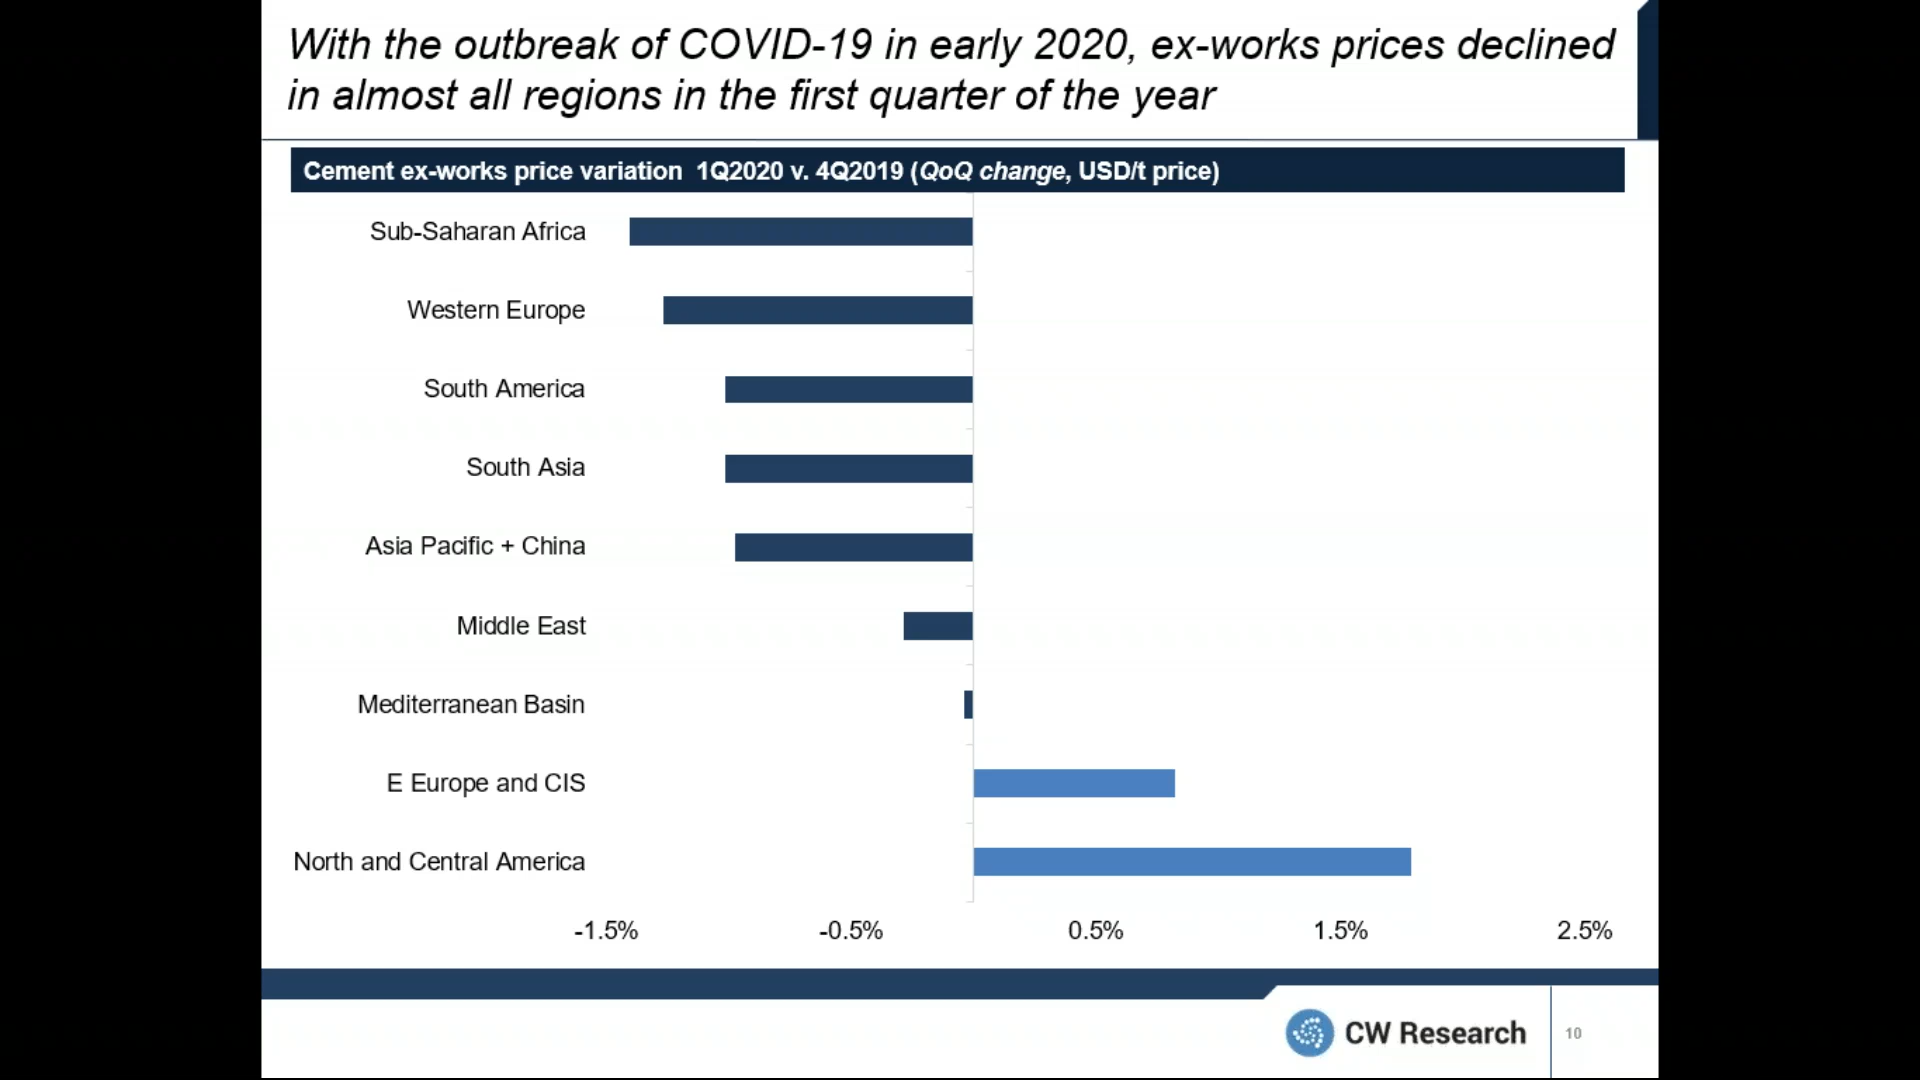 With the outbreak of COVID-19 in early 2020, ex-works prices declined
in almost all regions in the first quarter of the year
Cement ex-works price variation 1Q2020 v. 4Q2019 (QoQ change, USD/t price)
Sub-Saharan Africa
Western Europe
South America
South Asia
Asia Pacific + China
Middle East
Mediterranean Basin
E Europe and CIS
North and Central America
-1.5% -0.5% 0.5% 1.5% 2.5%
CW Research
10